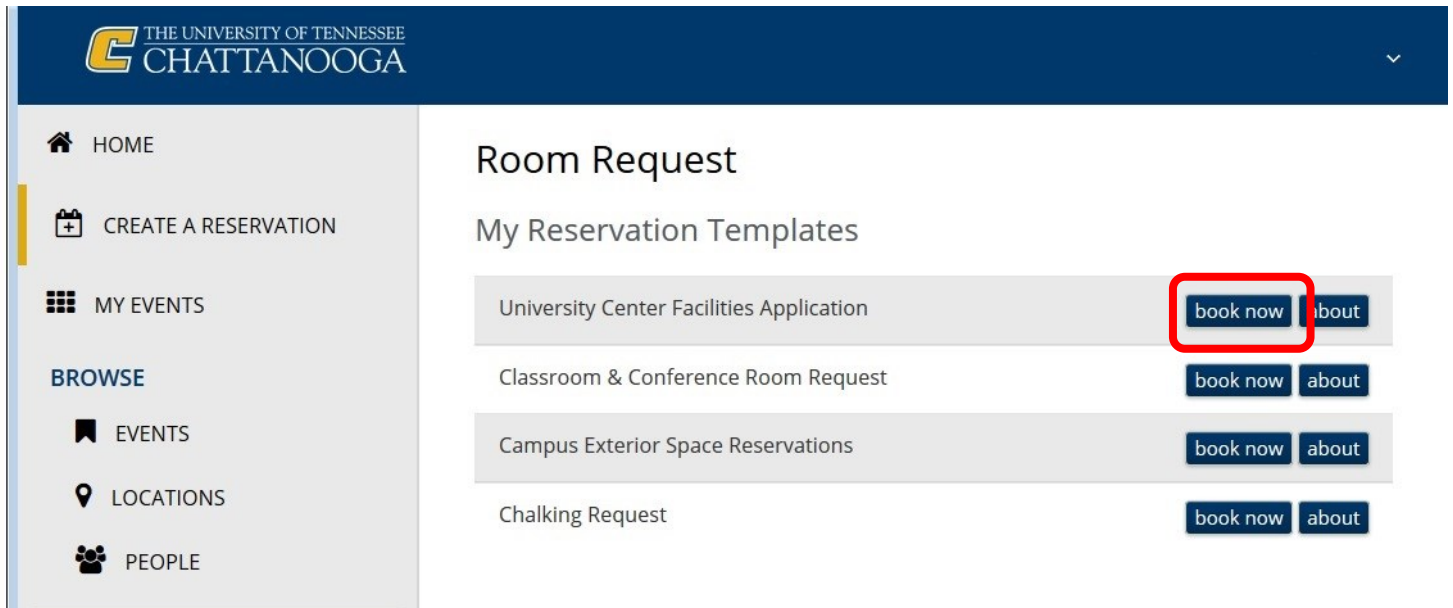 THE UNIVERSITY OF TENNESSEE
CHATTANOOGA
HOME
CREATE A RESERVATION
MY EVENTS
BROWSE
EVENTS
LOCATIONS
PEOPLE
Room Request
My Reservation Templates
University Center Facilities Application book now about
Classroom & Conference Room Request book now about
Campus Exterior Space Reservations book now about
Chalking Request book now about